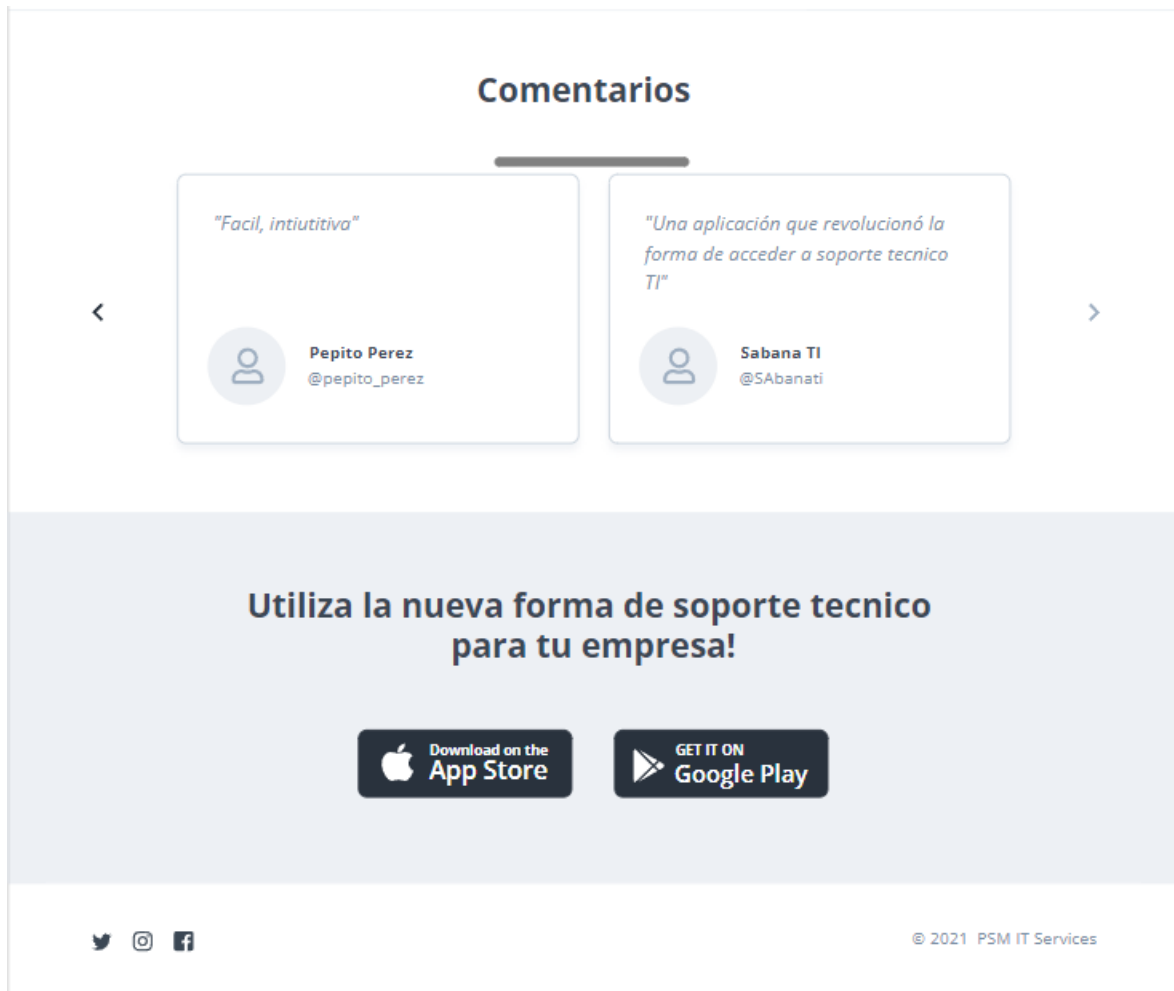 Comentarios
"Facil, intiutitiva"
Pepito Perez
@pepito_perez
"Una aplicación que revolucionó la
forma de acceder a soporte tecnico
TI"
Sabana TI
@SAbanati
Utiliza la nueva forma de soporte tecnico
para tu empresa!
Download on the
App Store
GET IT ON
Google Play
© 2021 PSM IT Services